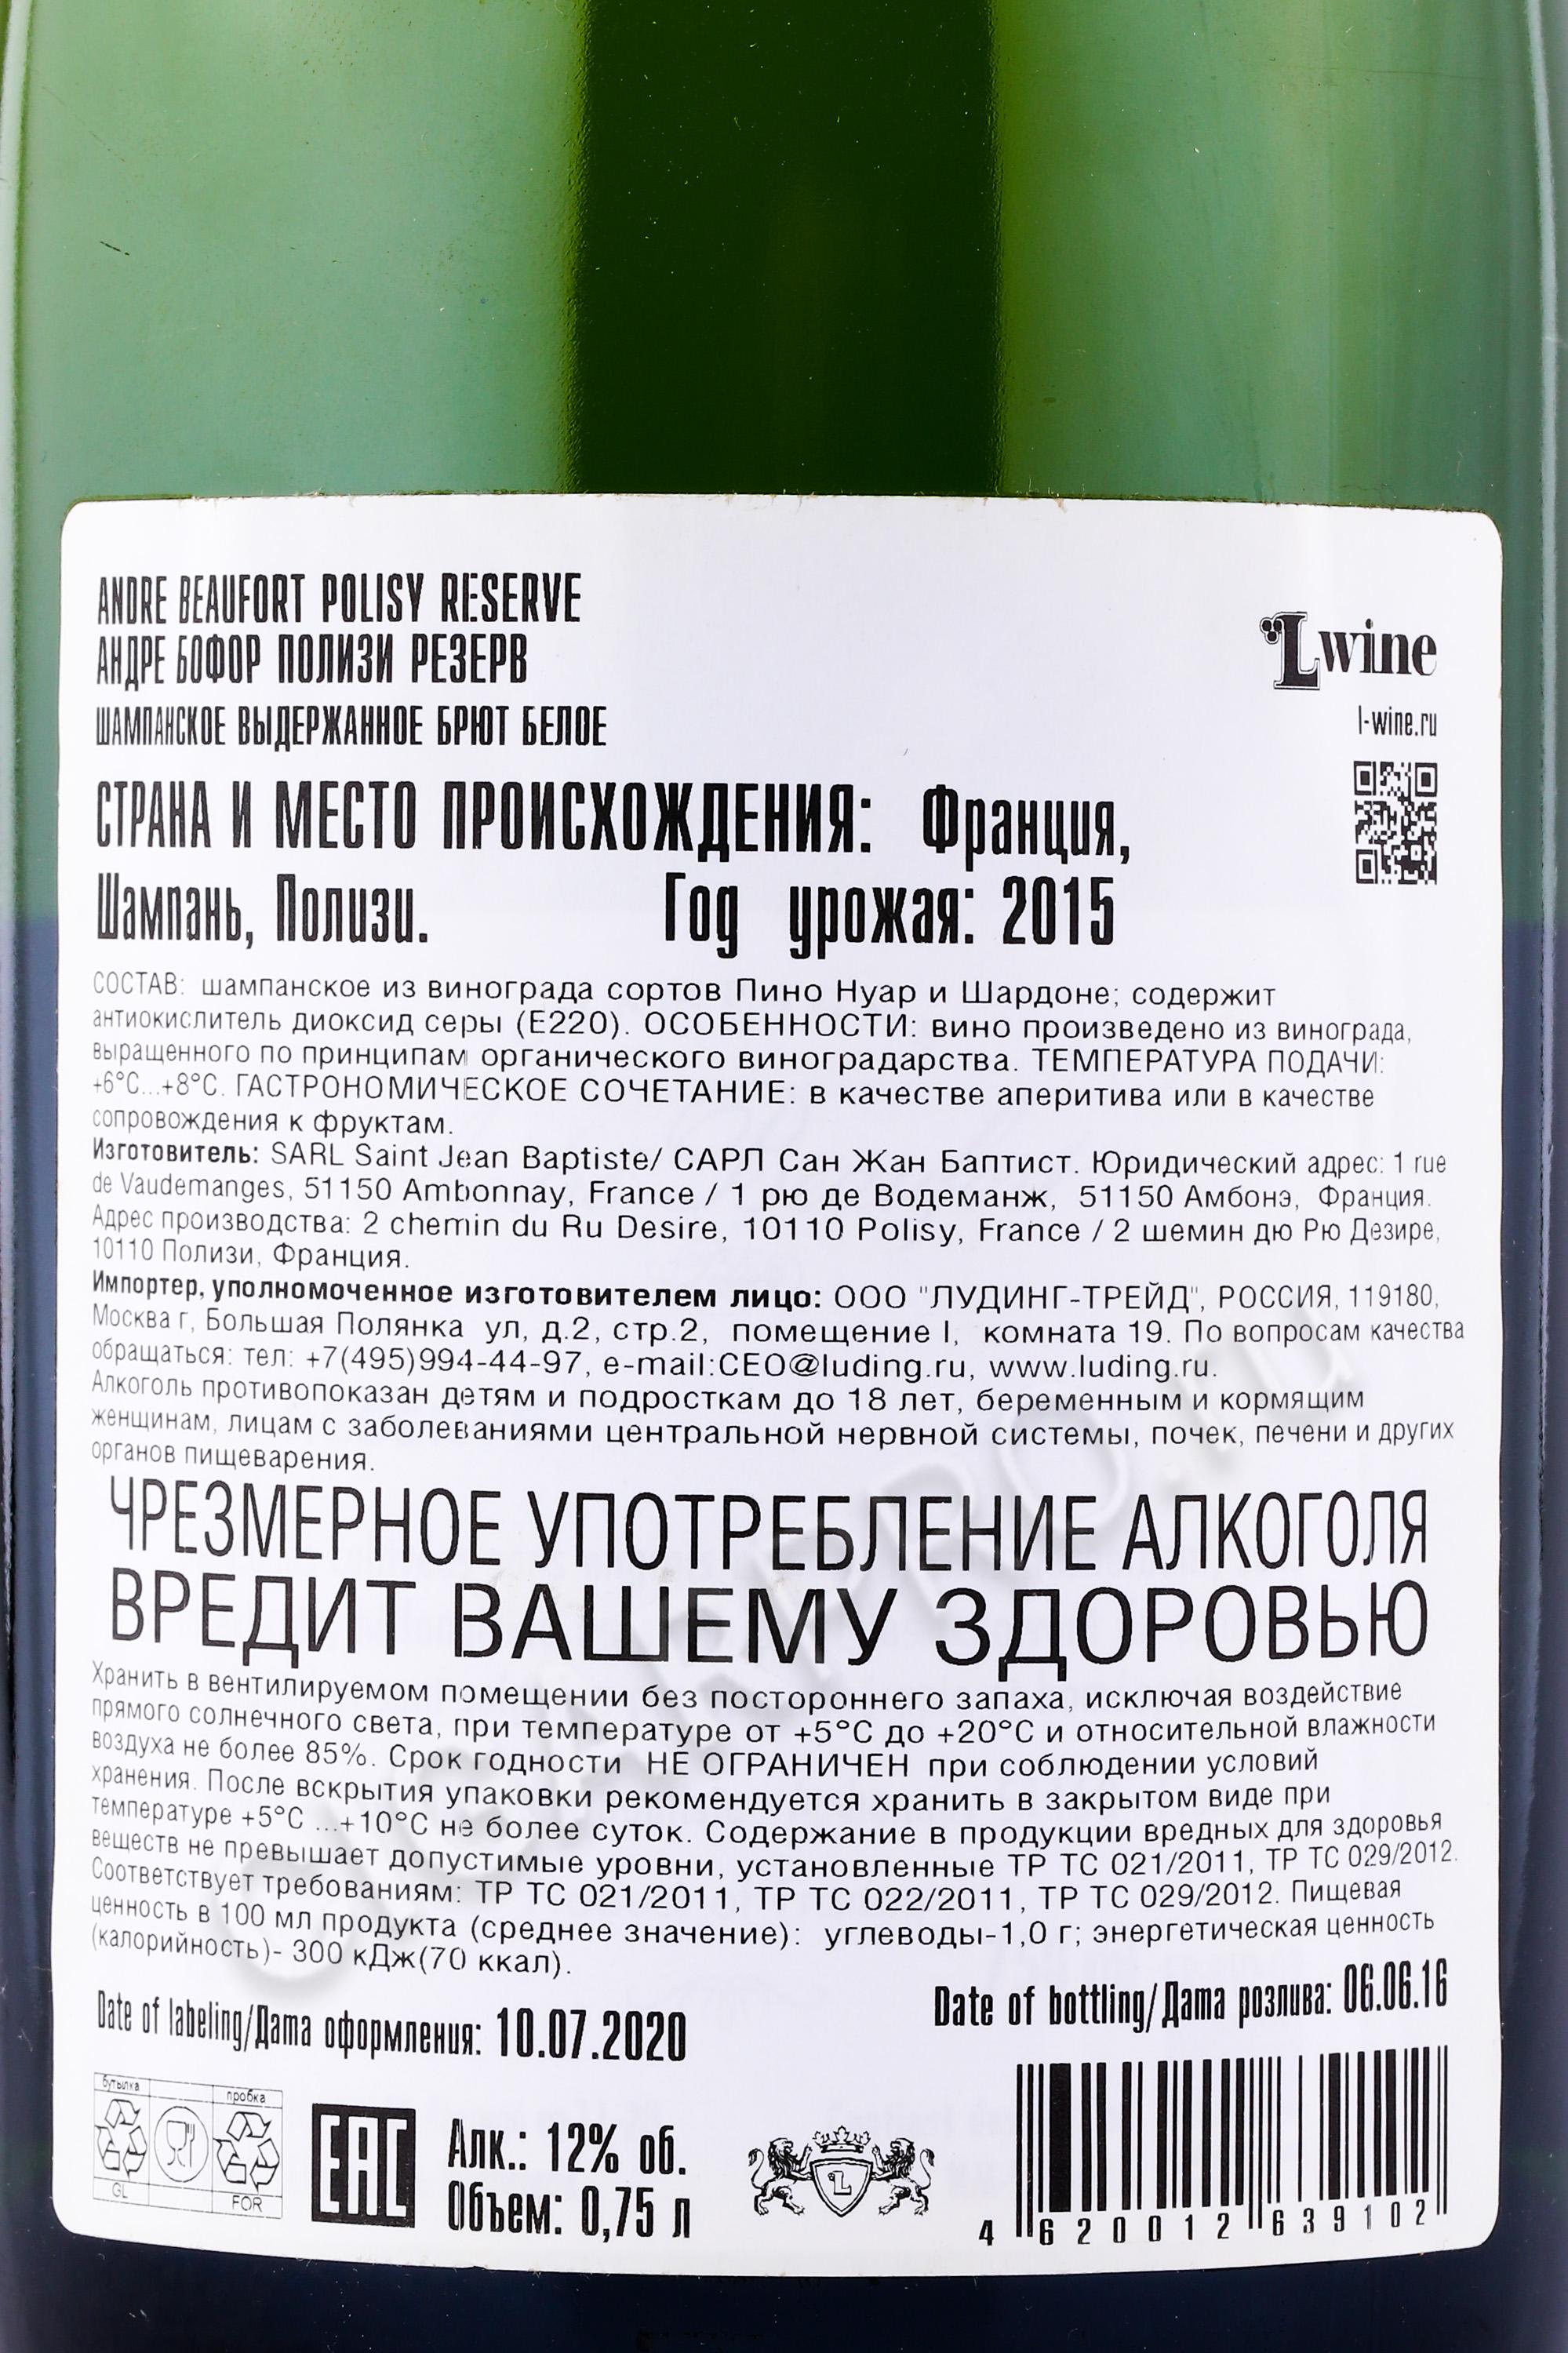 ANDRE BEAUFORT POLISY RESERVE
АНДРЕ БОФОР ПОЛИЗИ РЕЗЕРВ
ШАМПАНСКОЕ ВЫДЕРЖАННОЕ БРЮТ БЕЛОЕ
Lwine
l-wine.ru
СТРАНА И МЕСТО ПРОИСХОЖДЕНИЯ: Франция,
Шампань, Полизи. Год урожая: 2015
СОСТАВ: шампанское из винограда сортов Пино Нуар и Шардоне; содержит
антиокислитель диоксид серы (E220). ОСОБЕННОСТИ: вино произведено из винограда,
выращенного по принципам органического виноградарства. ТЕМПЕРАТУРА ПОДАЧИ:
+6°C...+8°C. ГАСТРОНОМИЧЕСКОЕ СОЧЕТАНИЕ: в качестве аперитива или в качестве
сопровождения к фруктам.
Изготовитель: SARL Saint Jean Baptiste/ САРЛ Сан Жан Баптист. Юридический адрес: 1 rue
de Vaudemanges, 51150 Ambonnay, France / 1 рю де Водеманж, 51150 Амбонэ, Франция.
Адрес производства: 2 chemin du Ru Desire, 10110 Polisy, France / 2 шемин дю Рю Дезире,
10110 Полизи, Франция.
Импортер, уполномоченное изготовителем лицо: ООО "ЛУДИНГ-ТРЕЙД", РОССИЯ, 119180,
Москва г, Большая Полянка ул, д.2, стр.2, помещение I, комната 19. По вопросам качества
обращаться: тел: +7(495)994-44-97, e-mail:CEO@luding.ru, www.luding.ru.
Алкоголь противопоказан детям и подросткам до 18 лет, беременным и кормящим
женщинам, лицам с заболеваниями центральной нервной системы, почек, печени и других
органов пищеварения.
ЧРЕЗМЕРНОЕ УПОТРЕБЛЕНИЕ АЛКОГОЛЯ
ВРЕДИТ ВАШЕМУ ЗДОРОВЬЮ
Хранить в вентилируемом помещении без постороннего запаха, исключая воздействие
прямого солнечного света, при температуре от +5°C до +20°C и относительной влажности
воздуха не более 85%. Срок годности НЕ ОГРАНИЧЕН при соблюдении условий
хранения. После вскрытия упаковки рекомендуется хранить в закрытом виде при
температуре +5°C ...+10°C не более суток. Содержание в продукции вредных для здоровья
веществ не превышает допустимые уровни, установленные ТР ТС 021/2011, ТР ТС 029/2012.
Соответствует требованиям: ТР ТС 021/2011, ТР ТС 022/2011, ТР ТС 029/2012. Пищевая
ценность в 100 мл продукта (среднее значение): углеводы-1,0 г; энергетическая ценность
(калорийность)- 300 кДж(70 ккал).
Date of labeling/Дата оформления: 10.07.2020
Date of bottling/Дата розлива: 06.06.16
бутылка пробка
GL FOR
EAC
Алк.: 12% об.
Объем: 0,75 л
L
4 620012 639102